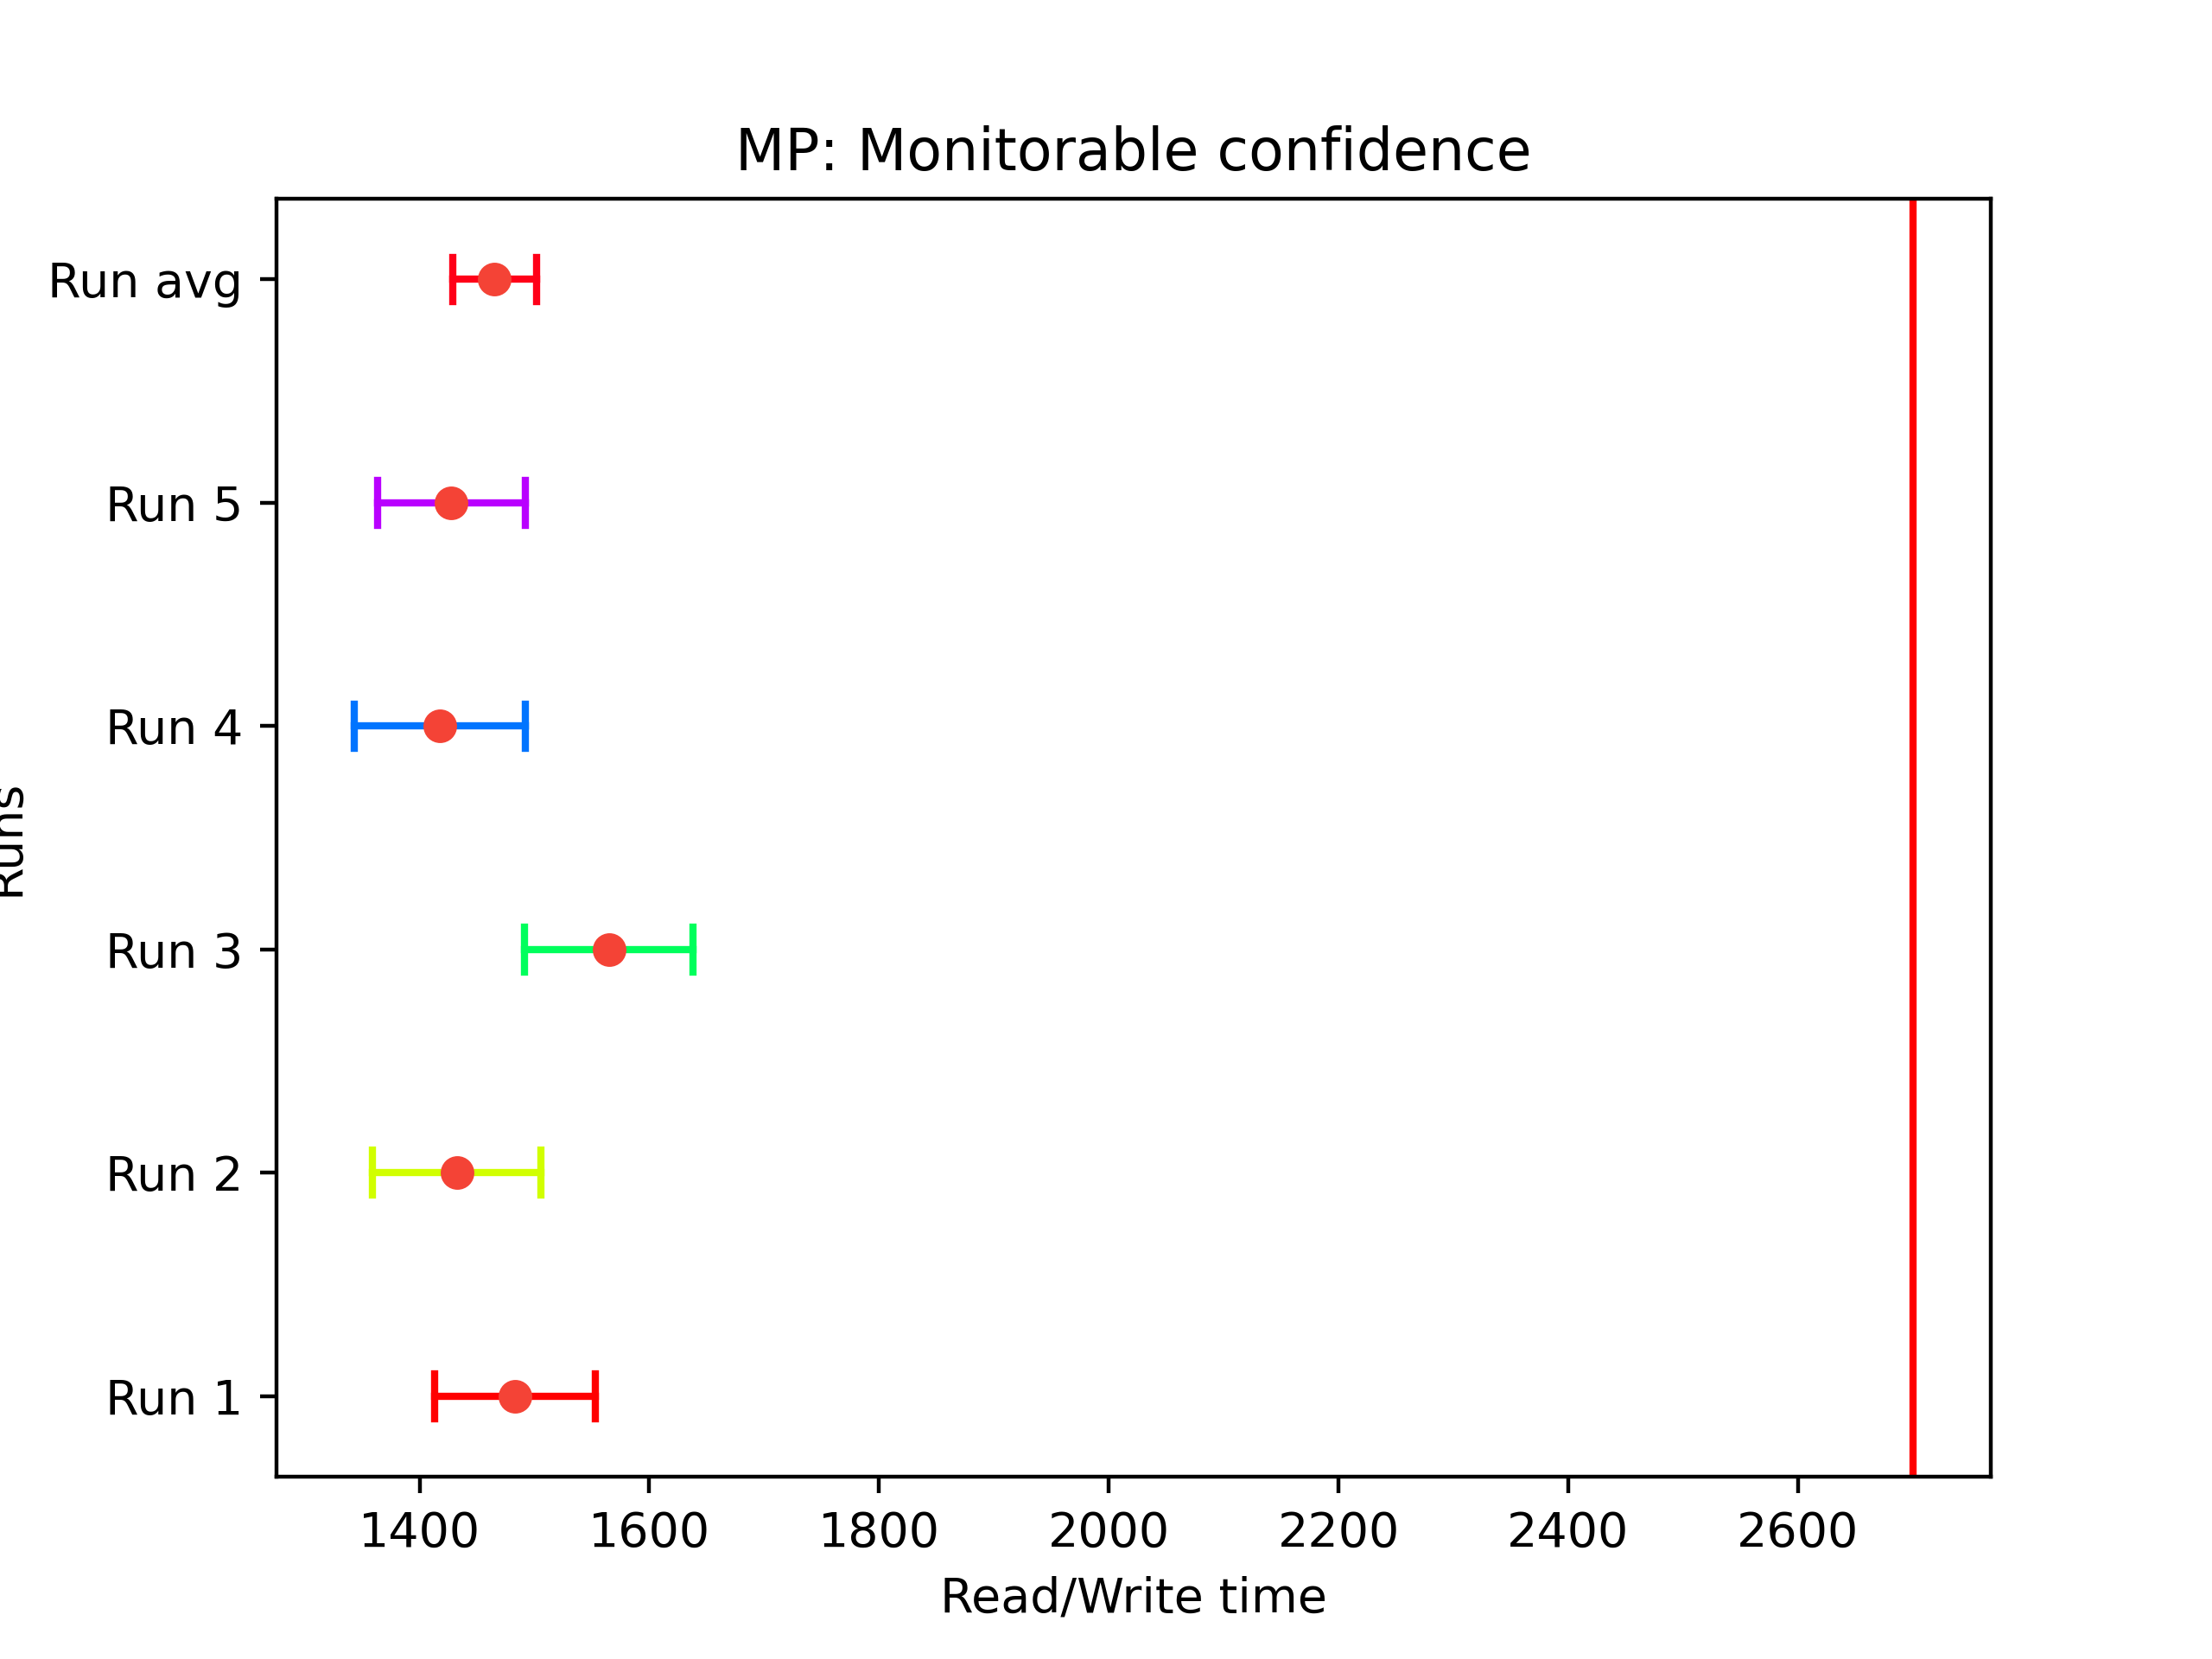 MP: Monitorable confidence
Run avg
Run 5
Run 4
Run 3
Run 2
Run 1
Runs
1400 1600 1800 2000 2200 2400 2600
Read/Write time